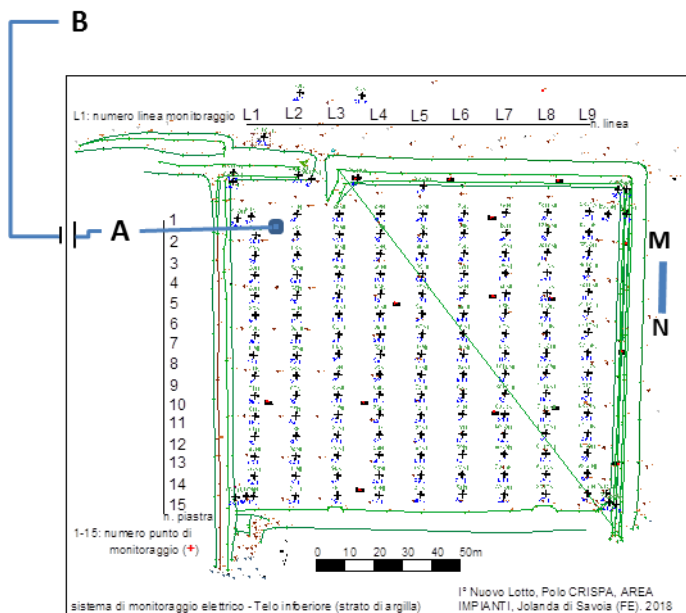 B
L1: numero linea monitoraggio
L1 L2 L3 L4 L5 L6 L7 L8 L9
n. linea
A
M
N
1
2
3
4
5
6
7
8
9
10
11
12
13
14
15
n. piastra
1-15: numero punto di
monitoraggio (+)
0 10 20 30 40 50m
sistema di monitoraggio elettrico - Telo infoeriore (strato di argilla)
I° Nuovo Lotto, Polo CRISPA, AREA
IMPIANTI, Jolanda di Savoia (FE). 2018